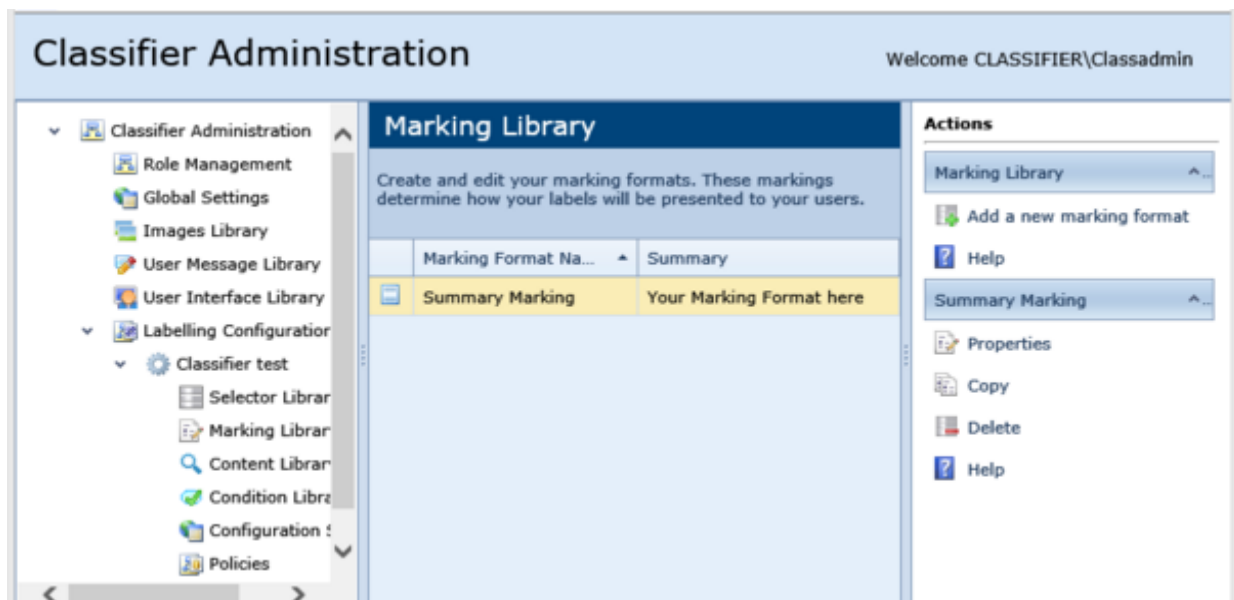 Classifier Administration
Welcome CLASSIFIER\Classadmin
Classifier Administration
Role Management
Global Settings
Images Library
User Message Library
User Interface Library
Labelling Configuration
Classifier test
Selector Librar
Marking Librar
Content Librar
Condition Libra
Configuration S
Policies
Marking Library
Create and edit your marking formats. These markings
determine how your labels will be presented to your users.
Marking Format Na... Summary
Summary Marking Your Marking Format here
Actions
Marking Library
Add a new marking format
Help
Summary Marking
Properties
Copy
Delete
Help